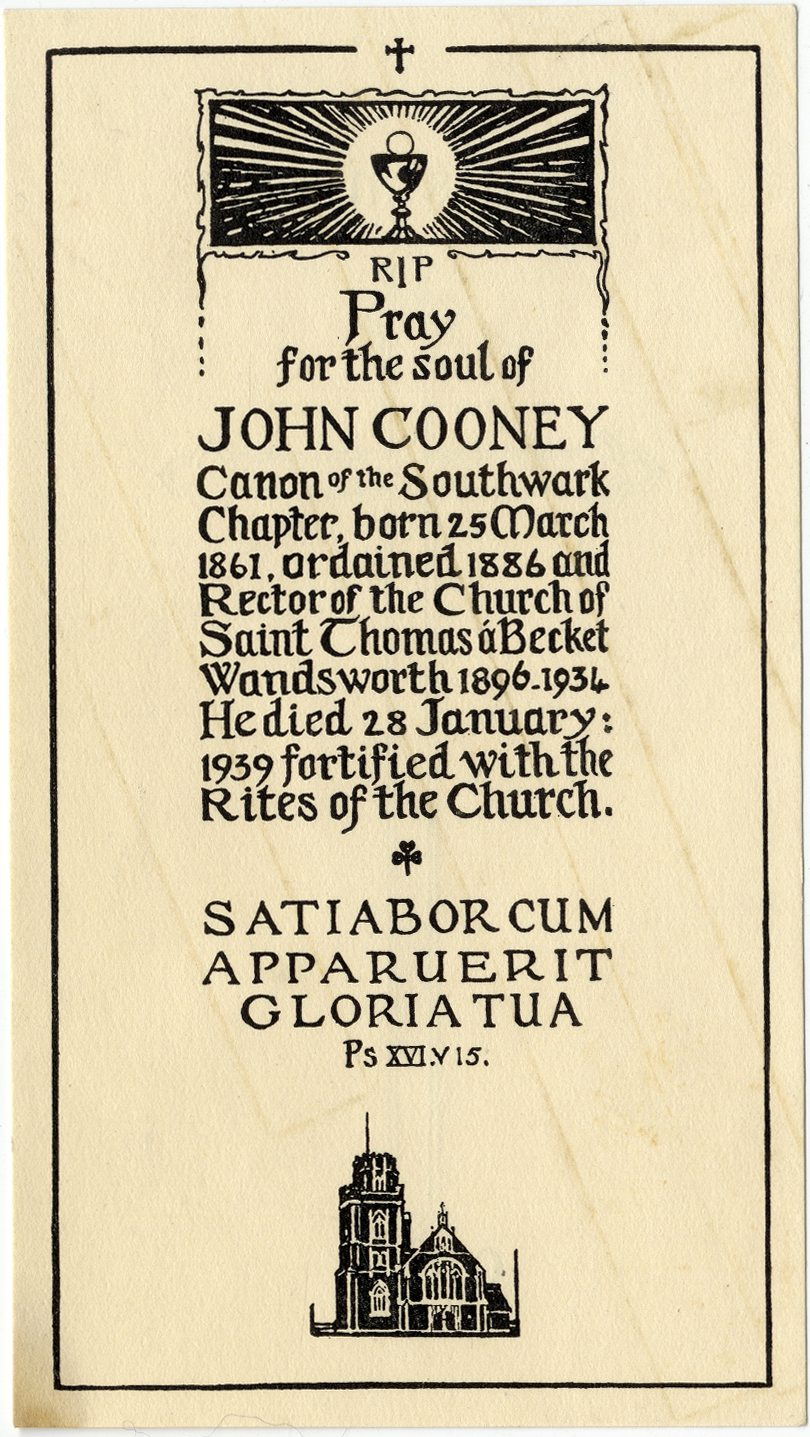 RIP
Pray
for the soul of
JOHN COONEY
Canon of the Southwark
Chapter, born 25 March
1861, ordained 1886 and
Rector of the Church of
Saint Thomas á Becket
Wandsworth 1896-1934
He died 28 January:
1939 fortified with the
Rites of the Church.
SATIABOR CUM
APPARUERIT
GLORIA TUA
Ps XVI.v 15.